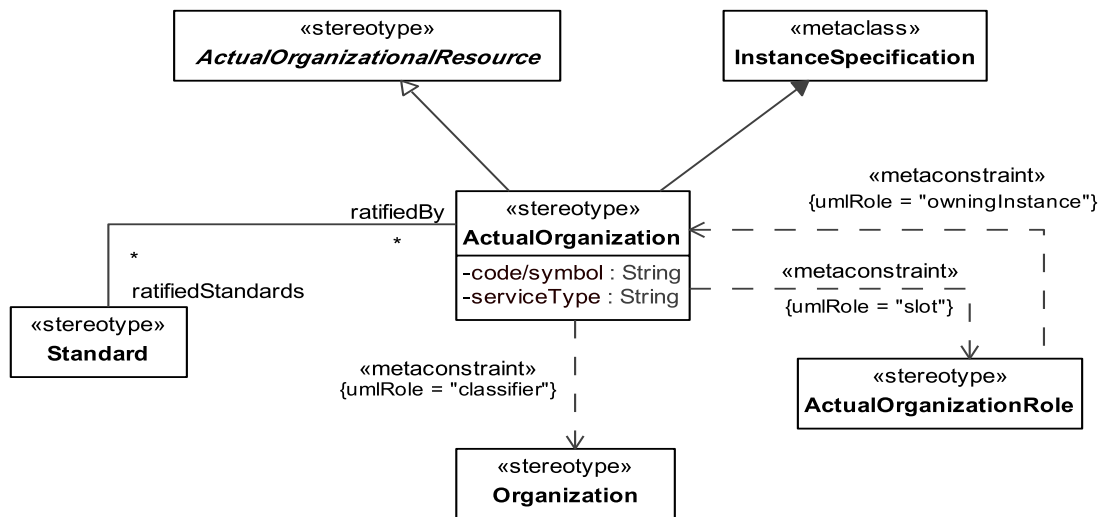 «stereotype»
ActualOrganizationalResource
«metaclass»
InstanceSpecification
«metaconstraint»
{umlRole = "owningInstance"}
«stereotype»
ActualOrganization
-code/symbol : String
-serviceType : String
ratifiedBy
*
*
ratifiedStandards
«metaconstraint»
{umlRole = "slot"}
«stereotype»
Standard
«metaconstraint»
{umlRole = "classifier"}
«stereotype»
ActualOrganizationRole
«stereotype»
Organization